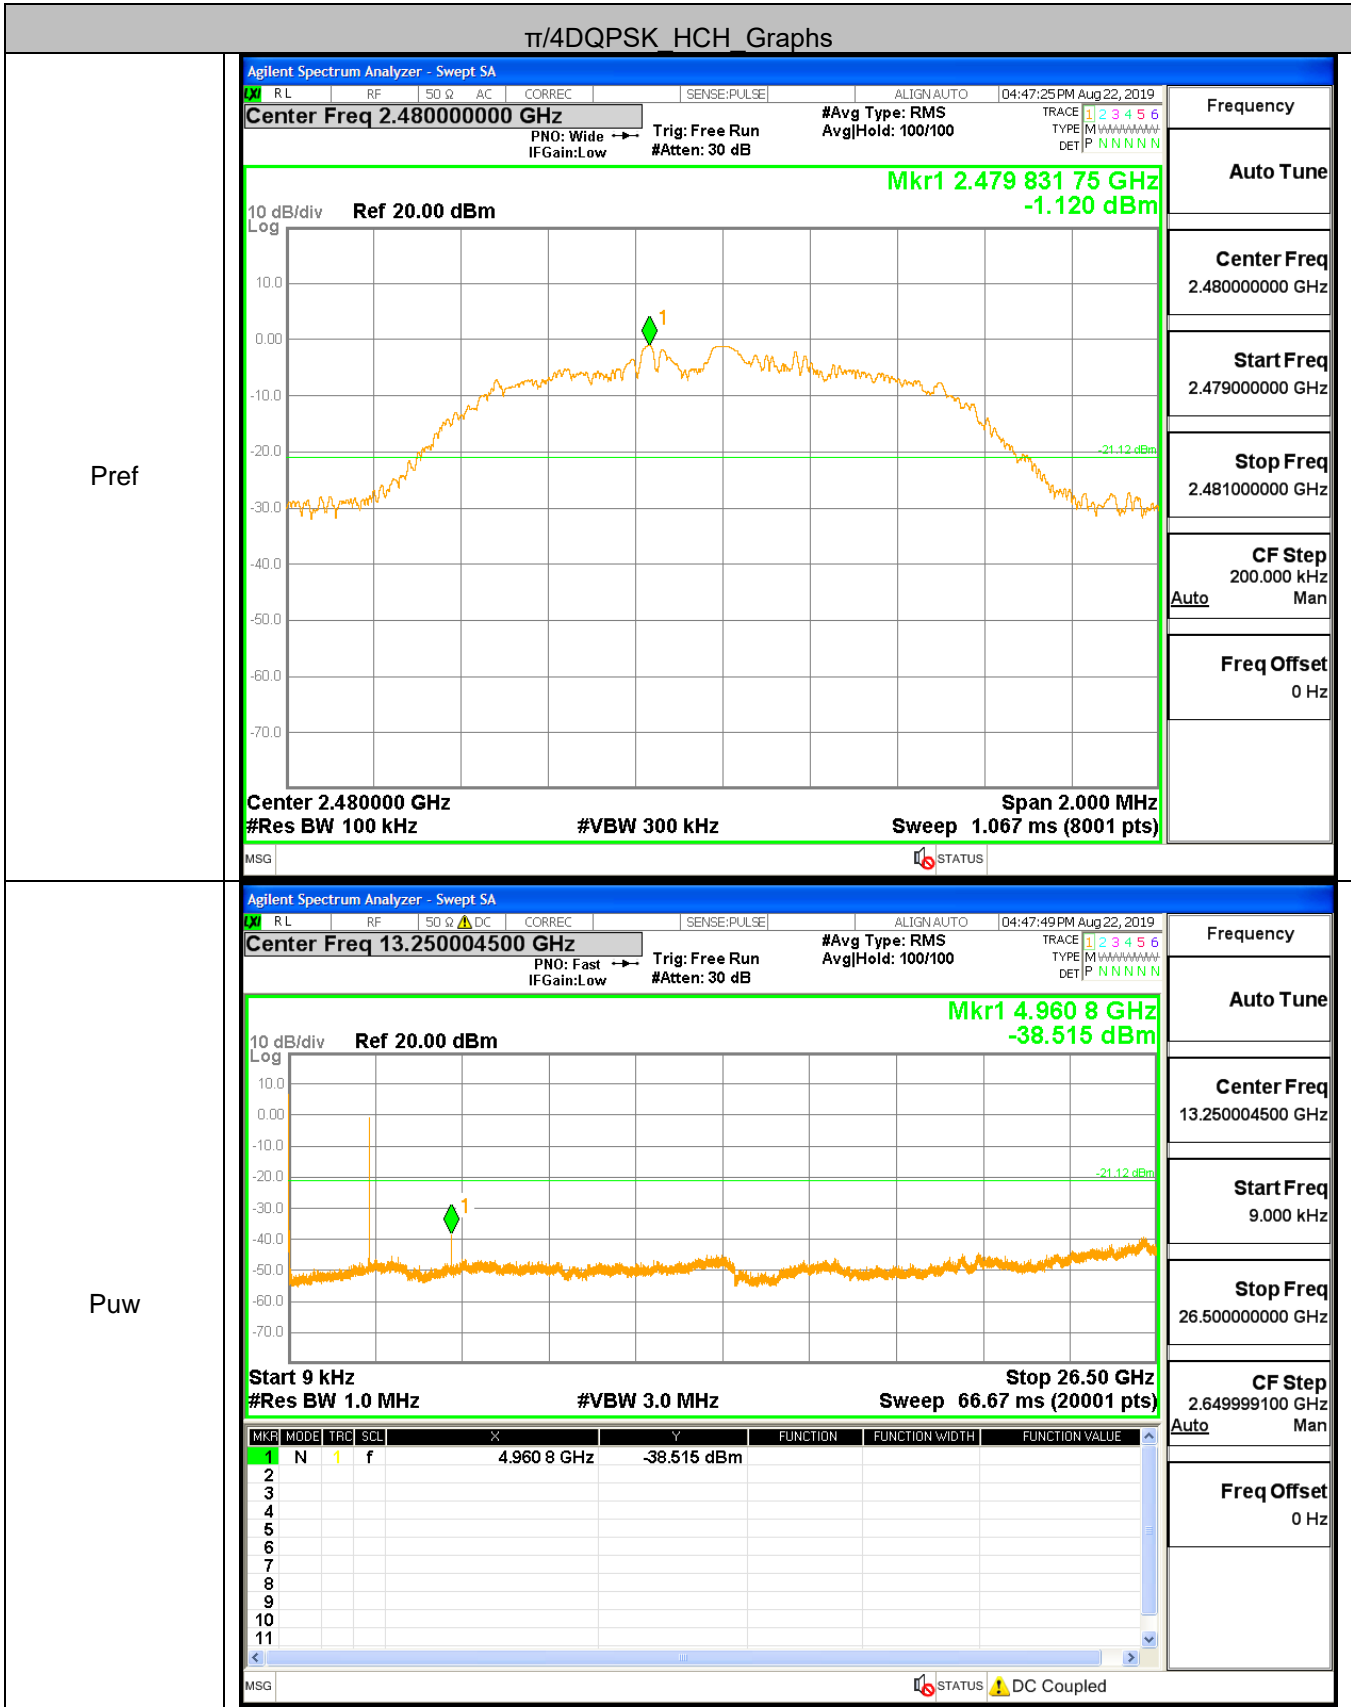 π/4DQPSK_HCH_Graphs
Pref
Agilent Spectrum Analyzer - Swept SA
LXI RL RF 50 Ω AC CORREC SENSE:PULSE ALIGN AUTO 04:47:25 PM Aug 22, 2019
Center Freq 2.480000000 GHz
#Avg Type: RMS
TRACE 1 2 3 4 5 6
PNO: Wide Trig: Free Run Avg|Hold: 100/100
TYPE M
IFGain:Low #Atten: 30 dB
DET P N N N N N
Mkr1 2.479 831 75 GHz
-1.120 dBm
10 dB/div Ref 20.00 dBm
Log
10.0
1
0.00
-10.0
-20.0
-21.12 dBm
-30.0
-40.0
-50.0
-60.0
-70.0
Center 2.480000 GHz Span 2.000 MHz
#Res BW 100 kHz #VBW 300 kHz Sweep 1.067 ms (8001 pts)
MSG STATUS
Frequency
Auto Tune
Center Freq
2.480000000 GHz
Start Freq
2.479000000 GHz
Stop Freq
2.481000000 GHz
CF Step
200.000 kHz
Auto Man
Freq Offset
0 Hz
Puw
Agilent Spectrum Analyzer - Swept SA
LXI RL RF 50 Ω DC CORREC SENSE:PULSE ALIGN AUTO 04:47:49 PM Aug 22, 2019
Center Freq 13.250004500 GHz
#Avg Type: RMS
TRACE 1 2 3 4 5 6
PNO: Fast Trig: Free Run Avg|Hold: 100/100
TYPE M
IFGain:Low #Atten: 30 dB
DET P N N N N N
Mkr1 4.960 8 GHz
-38.515 dBm
10 dB/div Ref 20.00 dBm
Log
10.0
0.00
-10.0
-20.0
-21.12 dBm
-30.0
1
-40.0
-50.0
-60.0
-70.0
Start 9 kHz Stop 26.50 GHz
#Res BW 1.0 MHz #VBW 3.0 MHz Sweep 66.67 ms (20001 pts)
MKR MODE TRC SCL X Y FUNCTION FUNCTION WIDTH FUNCTION VALUE
1 N 1 f 4.960 8 GHz -38.515 dBm
2
3
4
5
6
7
8
9
10
11
MSG STATUS DC Coupled
Frequency
Auto Tune
Center Freq
13.250004500 GHz
Start Freq
9.000 kHz
Stop Freq
26.500000000 GHz
CF Step
2.649999100 GHz
Auto Man
Freq Offset
0 Hz